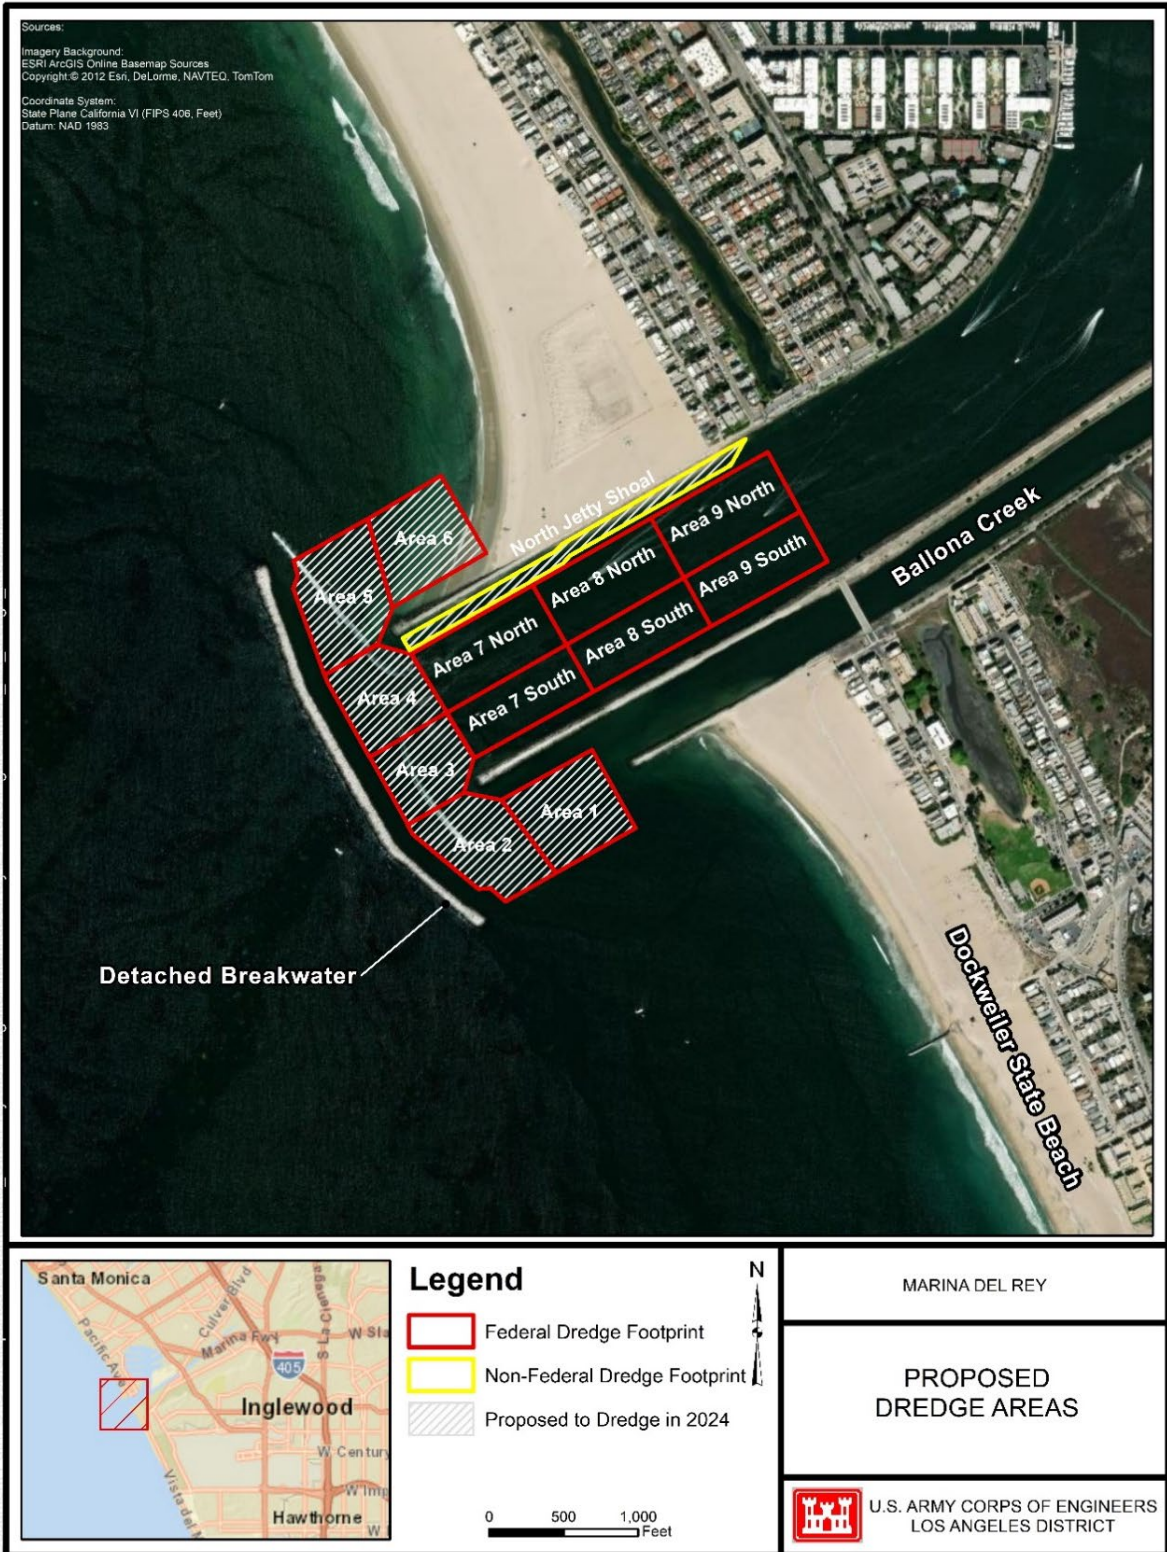 Sources:
Imagery Background:
ESRI ArcGIS Online Basemap Sources
Copyright:© 2012 Esri, DeLorme, NAVTEQ, TomTom
Coordinate System:
State Plane California VI (FIPS 406, Feet)
Datum: NAD 1983
North Jetty Shoal
Area 6
Area 5
Area 4
Area 3
Area 2
Area 1
Area 9 North
Area 8 North
Area 7 North
Area 9 South
Area 8 South
Area 7 South
Ballona Creek
Detached Breakwater
Dockweiler State Beach
Santa Monica
Pacific Ave
Culver Blvd
Marina Fwy
S La Cienega
W Sla
405
Inglewood
W Century
W Imp
Vista del M
Hawthorne
W
Legend
Federal Dredge Footprint
Non-Federal Dredge Footprint
Proposed to Dredge in 2024
N
0 500 1,000
Feet
MARINA DEL REY
PROPOSED
DREDGE AREAS
U.S. ARMY CORPS OF ENGINEERS
LOS ANGELES DISTRICT